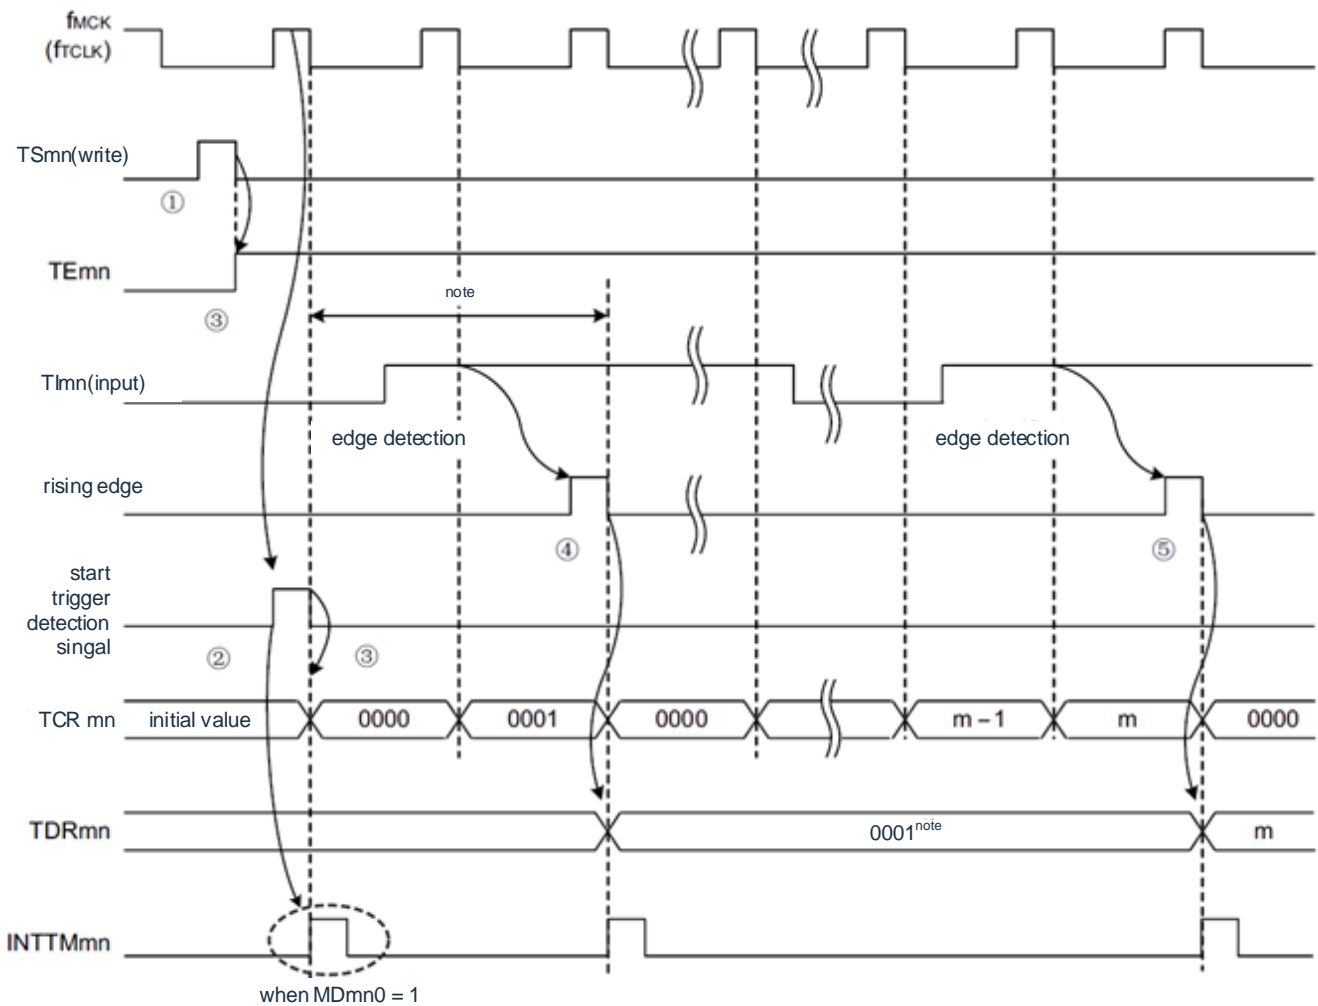 fMCK
(fTCLK)
TSmn(write)
①
TEmn
③
note
TImn(input)
edge detection
edge detection
rising edge
④
⑤
start
trigger
detection
singal
②
③
TCR mn
initial value
0000
0001
0000
m – 1
m
0000
TDRmn
0001note
m
INTTMmn
when MDmn0 = 1